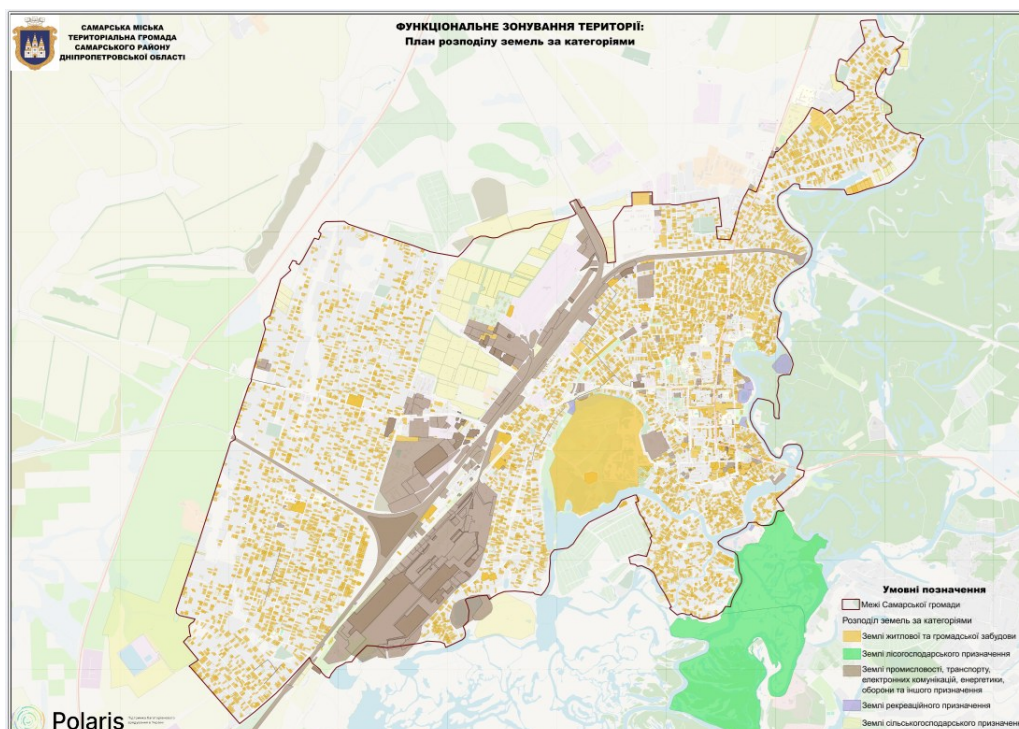 САМАРСЬКА МІСЬКА
ТЕРИТОРІАЛЬНА ГРОМАДА
САМАРСЬКОГО РАЙОНУ
ДНІПРОПЕТРОВСЬКОЇ ОБЛАСТІ
ФУНКЦІОНАЛЬНЕ ЗОНУВАННЯ ТЕРИТОРІЇ:
План розподілу земель за категоріями
Умовні позначення
Межі Самарської громади
Розподіл земель за категоріями
Землі житлової та громадської забудови
Землі лісогосподарського призначення
Землі промисловості, транспорту,
електронних комунікацій, енергетики,
оборони та іншого призначення
Землі рекреаційного призначення
Землі сільськогосподарського призначен
Polaris